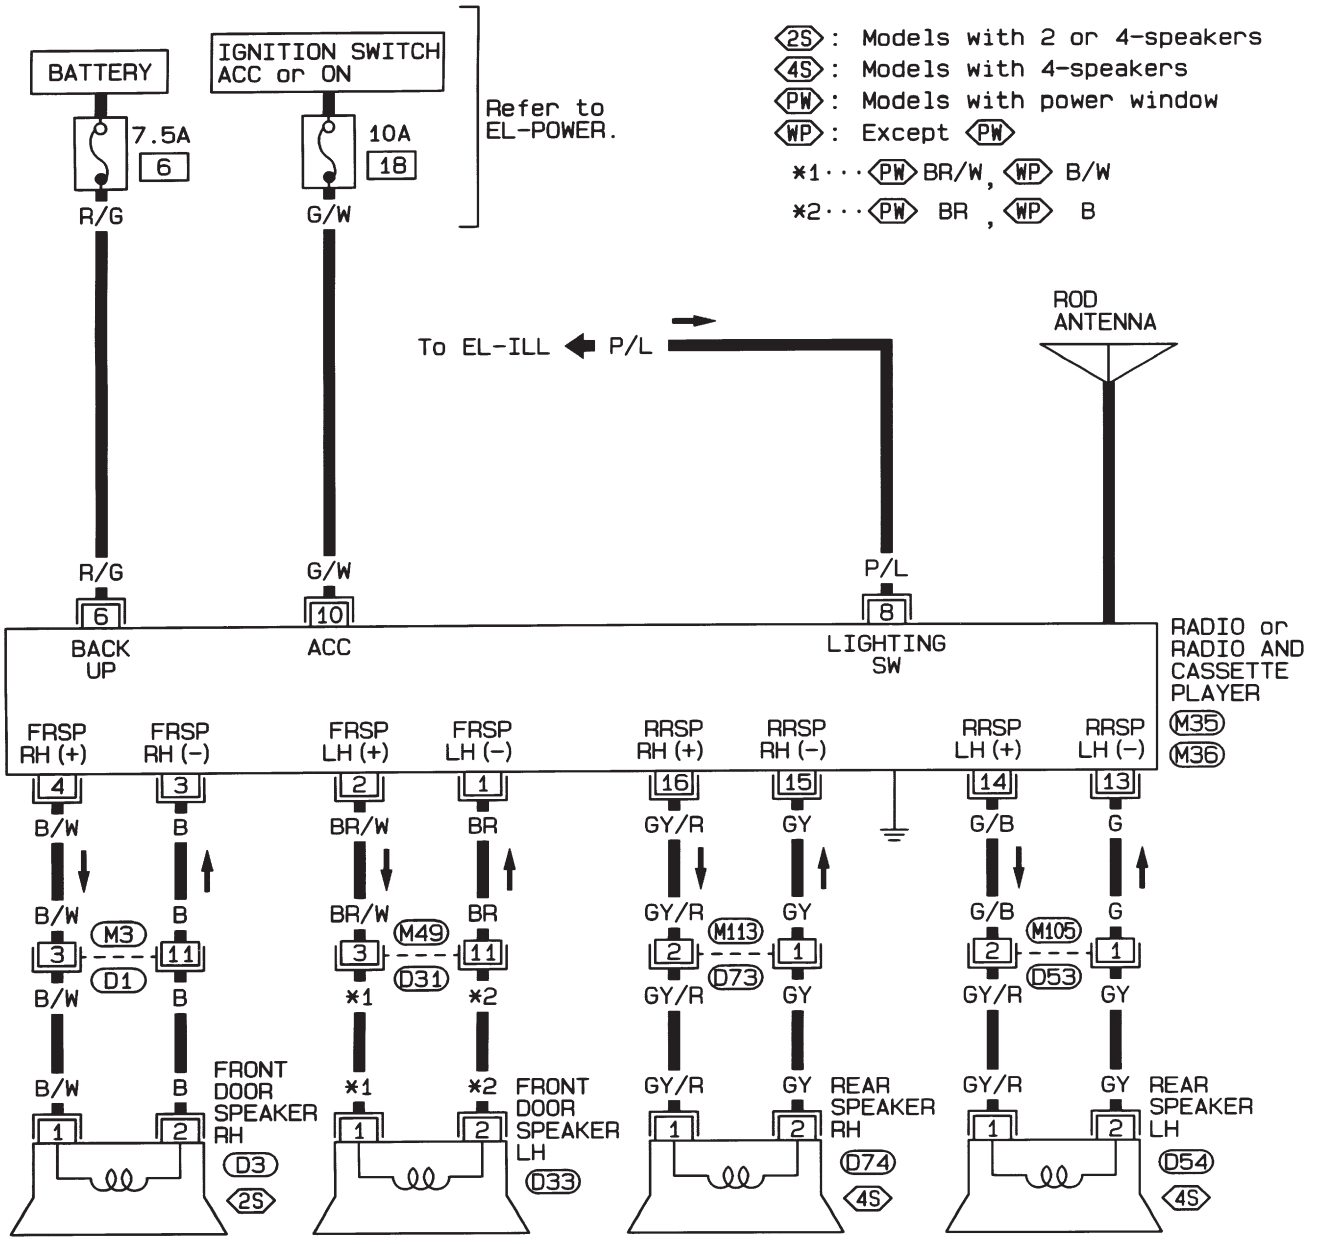 BATTERY
IGNITION SWITCH
ACC or ON
7.5A
6
10A
18
Refer to
EL-POWER.
R/G
G/W
2S : Models with 2 or 4-speakers
4S : Models with 4-speakers
PW : Models with power window
WP : Except PW
*1··· PW BR/W, WP B/W
*2··· PW BR , WP B
ROD
ANTENNA
To EL-ILL P/L
R/G
G/W
P/L
6
10
8
BACK
UP
ACC
LIGHTING
SW
RADIO or
RADIO AND
CASSETTE
PLAYER
M35
M36
FRSP
RH (+)
FRSP
RH (-)
FRSP
LH (+)
FRSP
LH (-)
RRSP
RH (+)
RRSP
RH (-)
RRSP
LH (+)
RRSP
LH (-)
4 3 2 1 16 15 14 13
B/W B BR/W BR GY/R GY G/B G
B/W B BR/W BR GY/R GY G/B G
M3 M49 M113 M105
3 11 3 11 2 1 2 1
D1 D31 D73 D53
B/W B *1 *2 GY/R GY GY/R GY
B/W B *1 *2 GY/R GY GY/R GY
1 2 1 2 1 2 1 2
FRONT
DOOR
SPEAKER
RH
D3
2S
FRONT
DOOR
SPEAKER
LH
D33
REAR
SPEAKER
RH
D74
4S
REAR
SPEAKER
LH
D54
4S